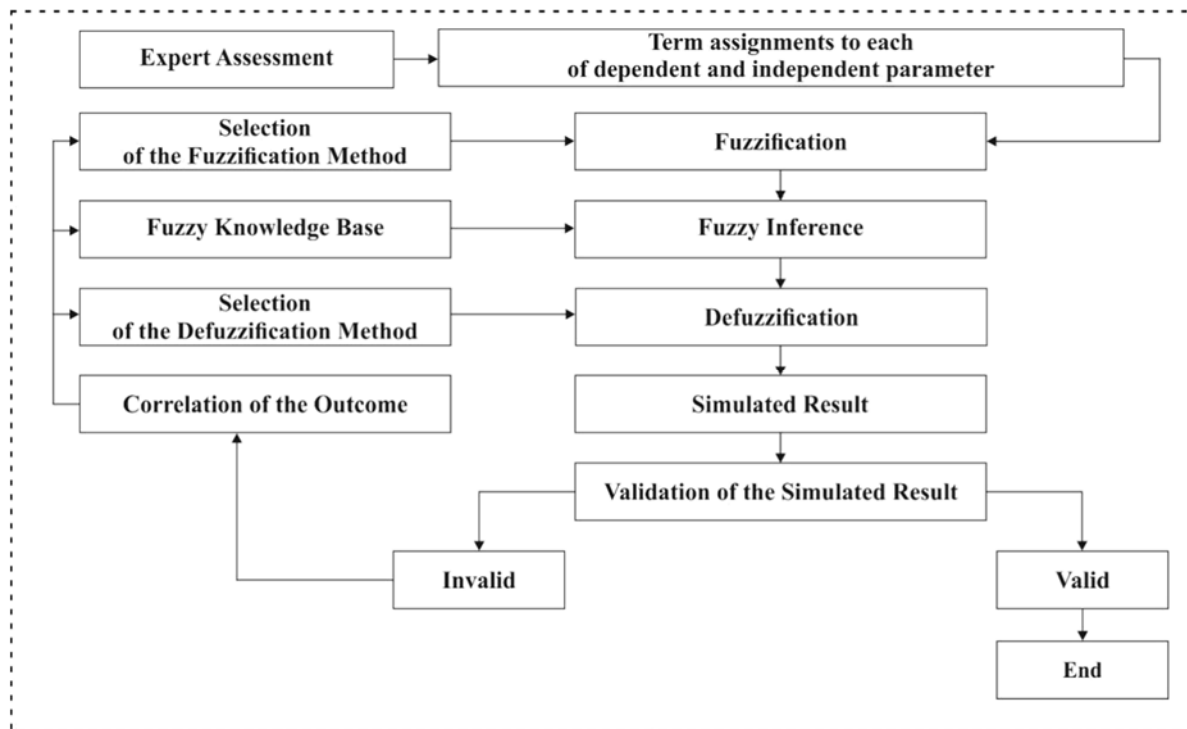 Expert Assessment
Term assignments to each
of dependent and independent parameter
Selection
of the Fuzzification Method
Fuzzification
Fuzzy Knowledge Base
Fuzzy Inference
Selection
of the Defuzzification Method
Defuzzification
Correlation of the Outcome
Simulated Result
Validation of the Simulated Result
Invalid
Valid
End